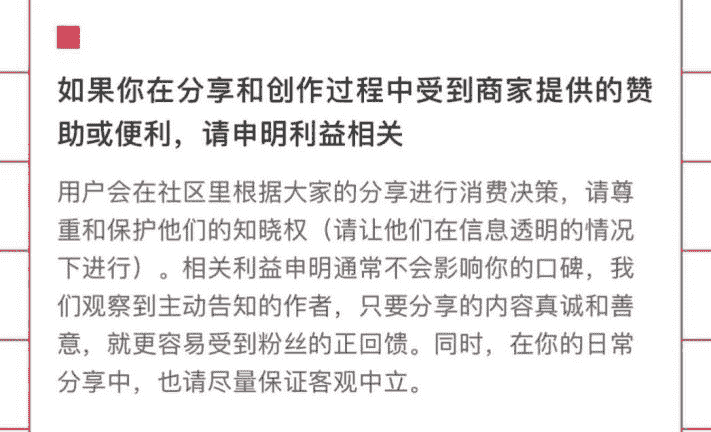 如果你在分享和创作过程中受到商家提供的赞
助或便利，请申明利益相关
用户会在社区里根据大家的分享进行消费决策，请尊
重和保护他们的知晓权（请让他们在信息透明的情况
下进行）。相关利益申明通常不会影响你的口碑，我
们观察到主动告知的作者，只要分享的内容真诚和善
意，就更容易受到粉丝的正回馈。同时，在你的日常
分享中，也请尽量保证客观中立。